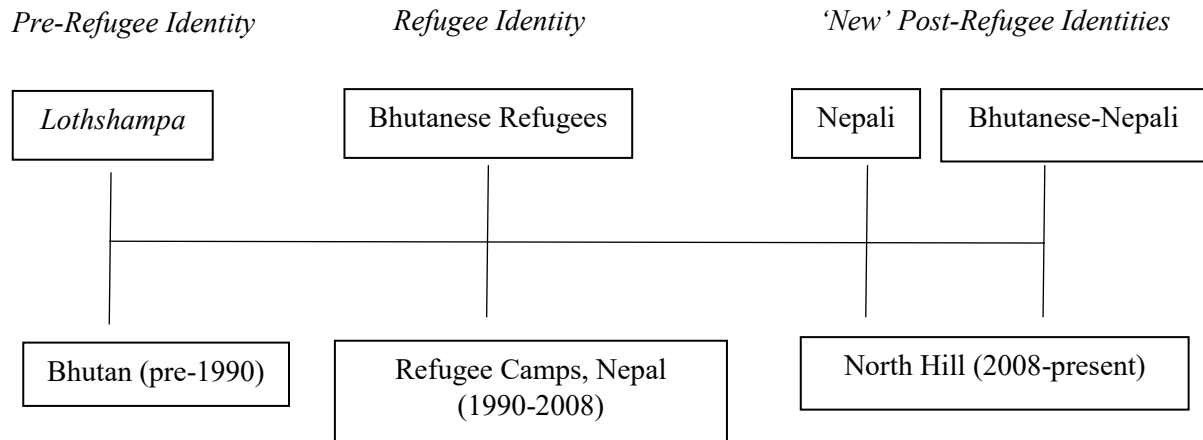 Pre-Refugee Identity
Refugee Identity
‘New’ Post-Refugee Identities
Lothshampa
Bhutanese Refugees
Nepali
Bhutanese-Nepali
Bhutan (pre-1990)
Refugee Camps, Nepal
(1990-2008)
North Hill (2008-present)